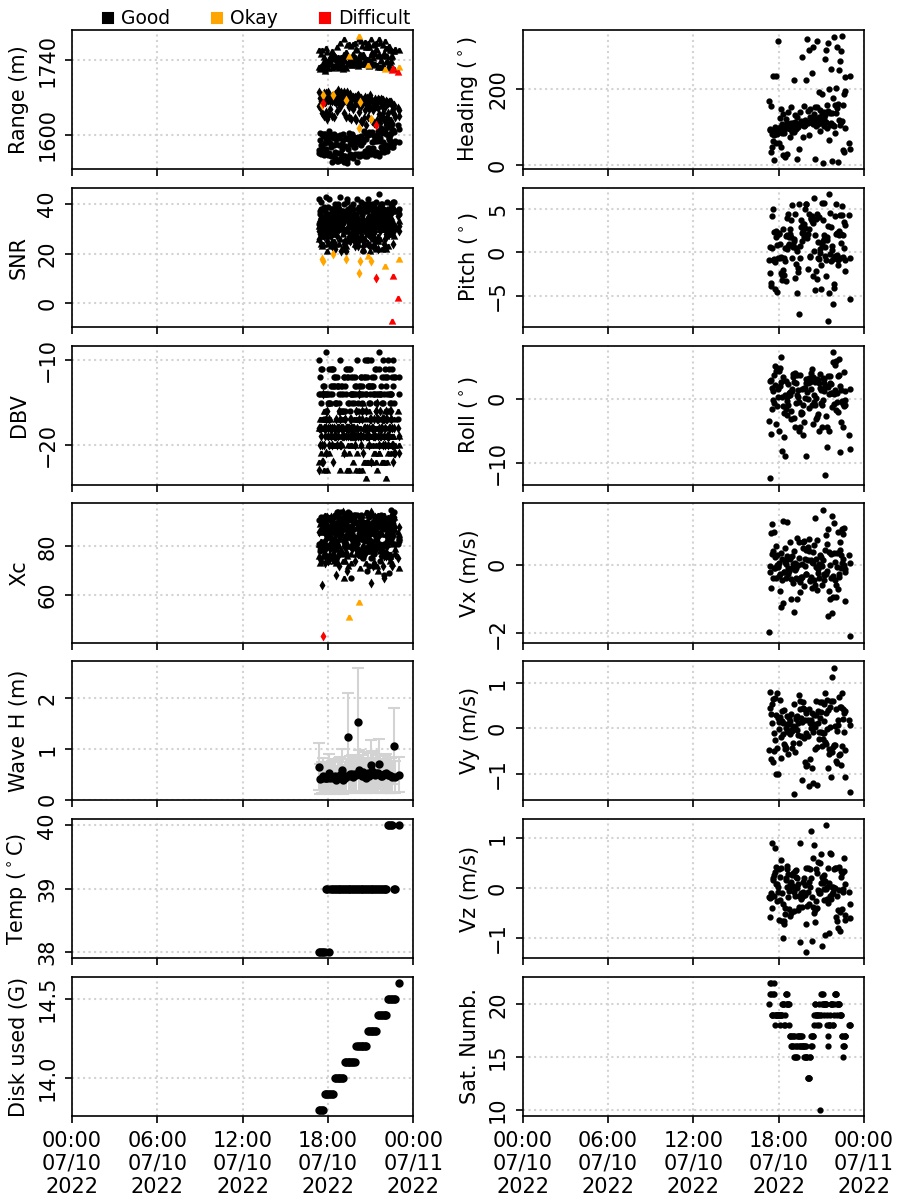 Good Okay Difficult
Range (m)
1740
1600
Heading (°)
200
0
SNR
40
20
0
Pitch (°)
5
0
−5
DBV
−10
−20
Roll (°)
0
−10
Xc
80
60
Vx (m/s)
0
−2
Wave H (m)
2
1
0
Vy (m/s)
1
0
−1
Temp (°C)
40
39
38
Vz (m/s)
1
0
−1
Disk used (G)
14.5
14.0
Sat. Numb.
20
15
10
00:00 06:00 12:00 18:00 00:00
07/10 07/10 07/10 07/10 07/11
2022 2022 2022 2022 2022
00:00 06:00 12:00 18:00 00:00
07/10 07/10 07/10 07/10 07/11
2022 2022 2022 2022 2022